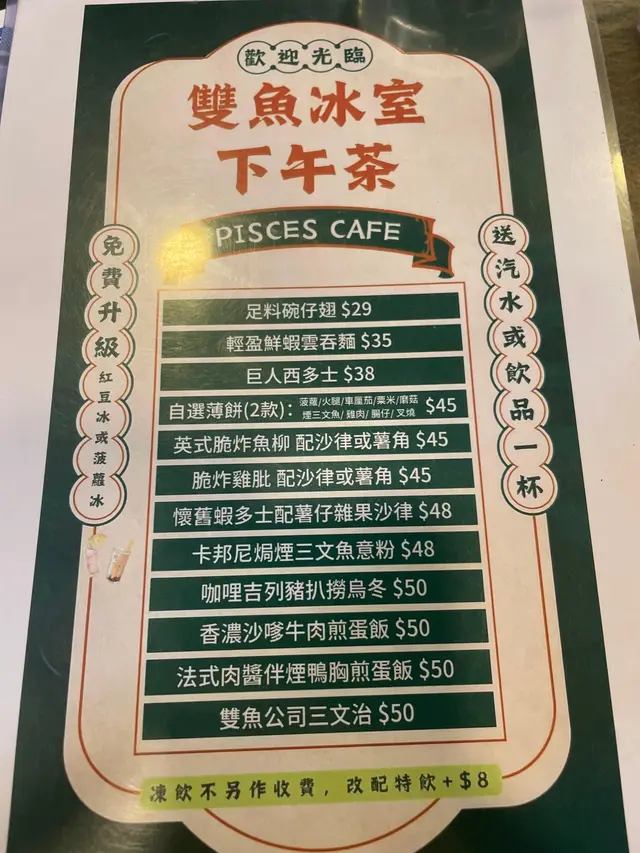 歡迎光臨
雙魚冰室
下午茶
PISCES CAFE
免費升級紅豆冰或菠蘿冰
送汽水或飲品一杯
足料碗仔翅 $29
輕盈鮮蝦雲吞麵 $35
巨人西多士 $38
自選薄餅(2款): 菠蘿/火腿/車厘茄/粟米/磨菇 $45
煙三文魚/ 雞肉/ 腸仔/ 叉燒
英式脆炸魚柳 配沙律或薯角 $45
脆炸雞肶 配沙律或薯角 $45
懷舊蝦多士配薯仔雜果沙律 $48
卡邦尼焗煙三文魚意粉 $48
咖哩吉列豬扒撈烏冬 $50
香濃沙嗲牛肉煎蛋飯 $50
法式肉醬伴煙鴨胸煎蛋飯 $50
雙魚公司三文治 $50
凍飲不另作收費，改配特飲+$8